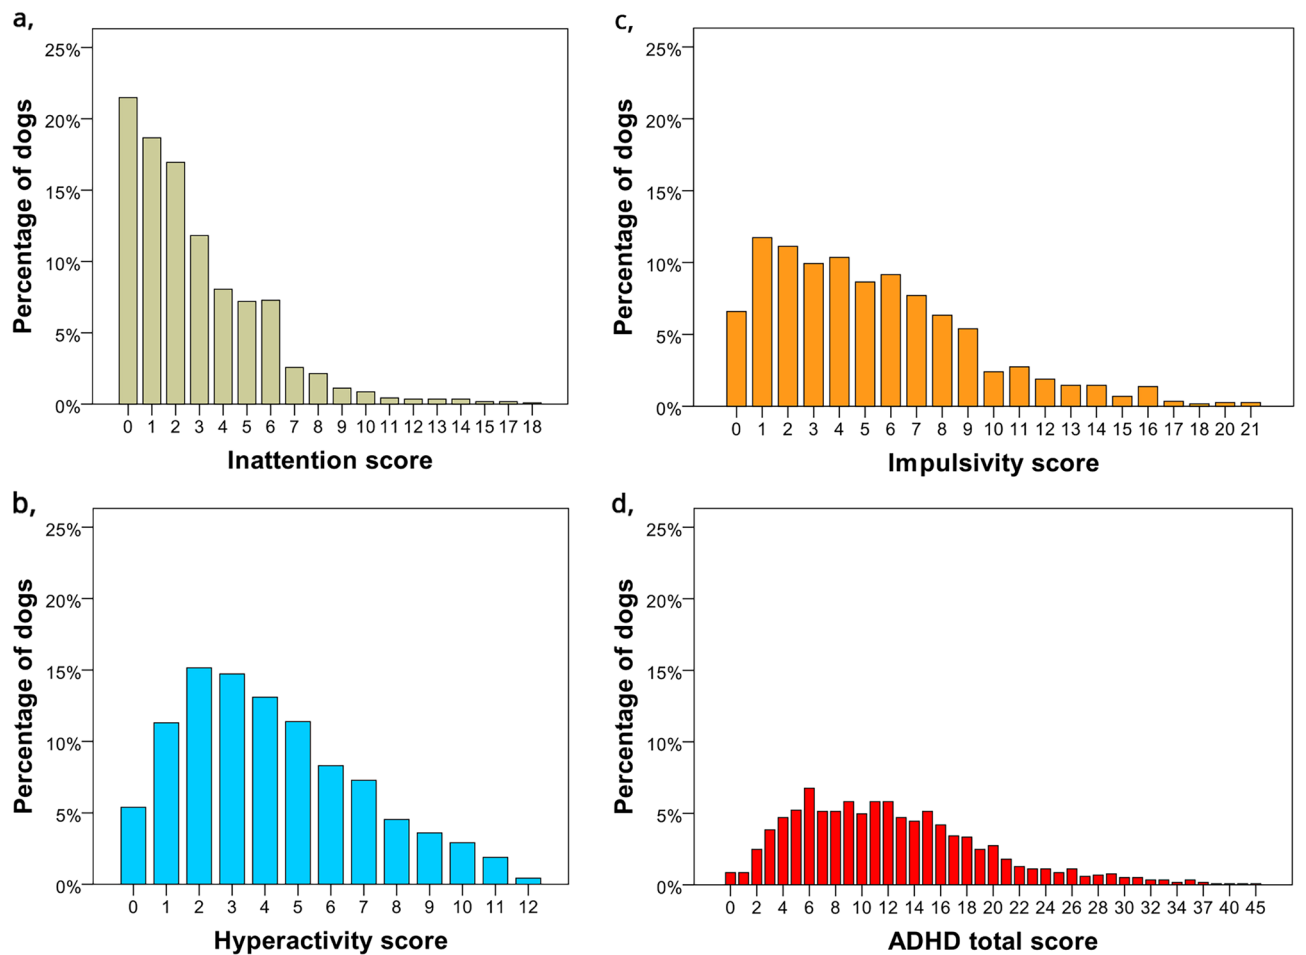 a,
25%
20%
15%
10%
5%
0%
Percentage of dogs
0 1 2 3 4 5 6 7 8 9 10 11 12 13 14 15 17 18
Inattention score
c,
25%
20%
15%
10%
5%
0%
Percentage of dogs
0 1 2 3 4 5 6 7 8 9 10 11 12 13 14 15 16 17 18 20 21
Impulsivity score
b,
25%
20%
15%
10%
5%
0%
Percentage of dogs
0 1 2 3 4 5 6 7 8 9 10 11 12
Hyperactivity score
d,
25%
20%
15%
10%
5%
0%
Percentage of dogs
0 2 4 6 8 10 12 14 16 18 20 22 24 26 28 30 32 34 37 40 45
ADHD total score